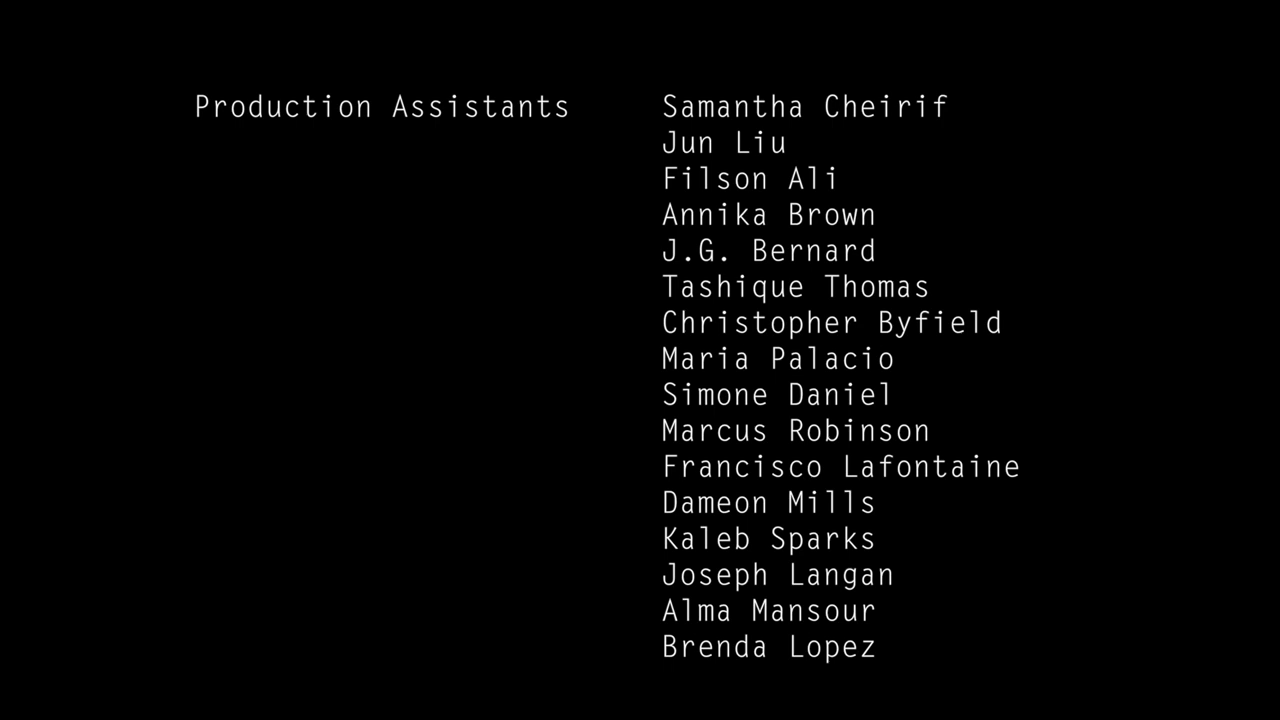 Production Assistants Samantha Cheirif
Jun Liu
Filson Ali
Annika Brown
J.G. Bernard
Tashique Thomas
Christopher Byfield
Maria Palacio
Simone Daniel
Marcus Robinson
Francisco Lafontaine
Dameon Mills
Kaleb Sparks
Joseph Langan
Alma Mansour
Brenda Lopez